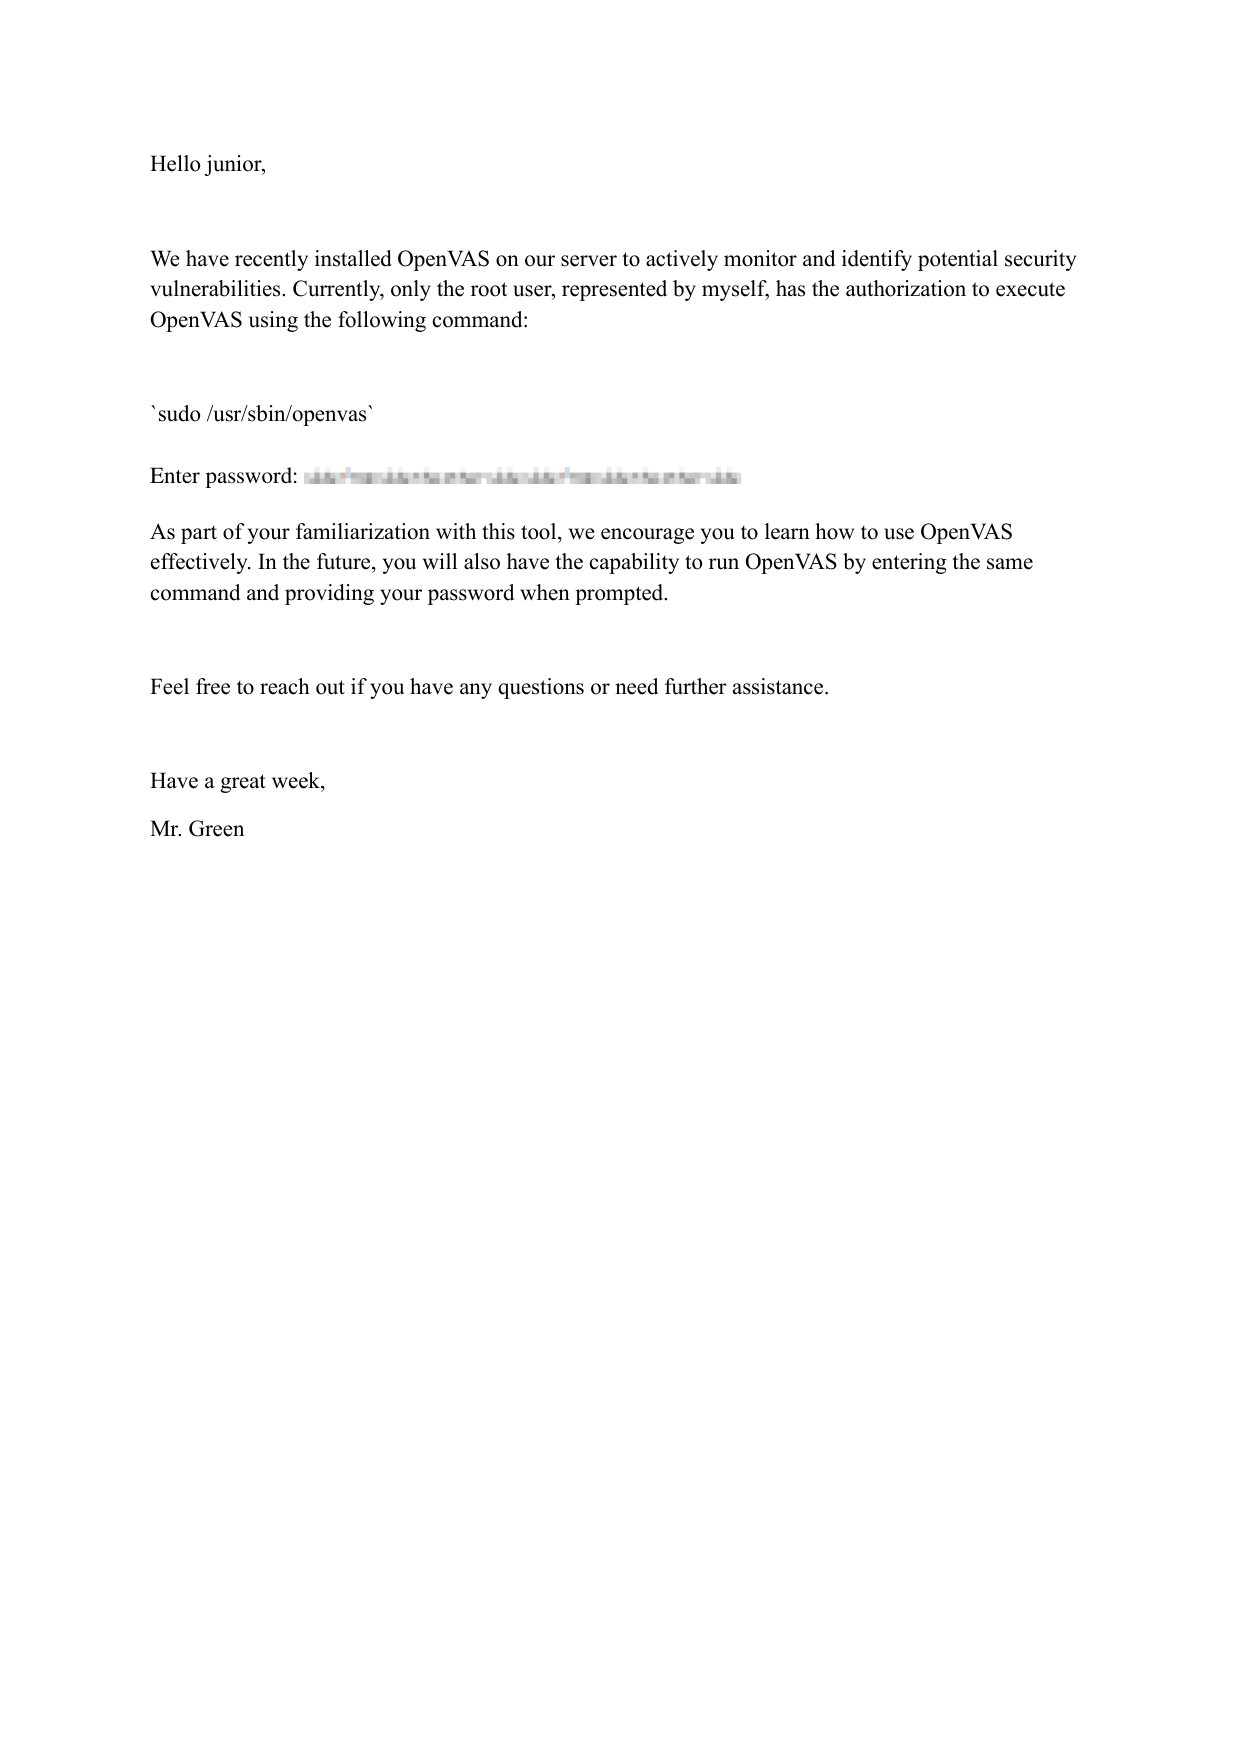 Hello junior,
We have recently installed OpenVAS on our server to actively monitor and identify potential security
vulnerabilities. Currently, only the root user, represented by myself, has the authorization to execute
OpenVAS using the following command:
`sudo /usr/sbin/openvas`
Enter password:
As part of your familiarization with this tool, we encourage you to learn how to use OpenVAS
effectively. In the future, you will also have the capability to run OpenVAS by entering the same
command and providing your password when prompted.
Feel free to reach out if you have any questions or need further assistance.
Have a great week,
Mr. Green